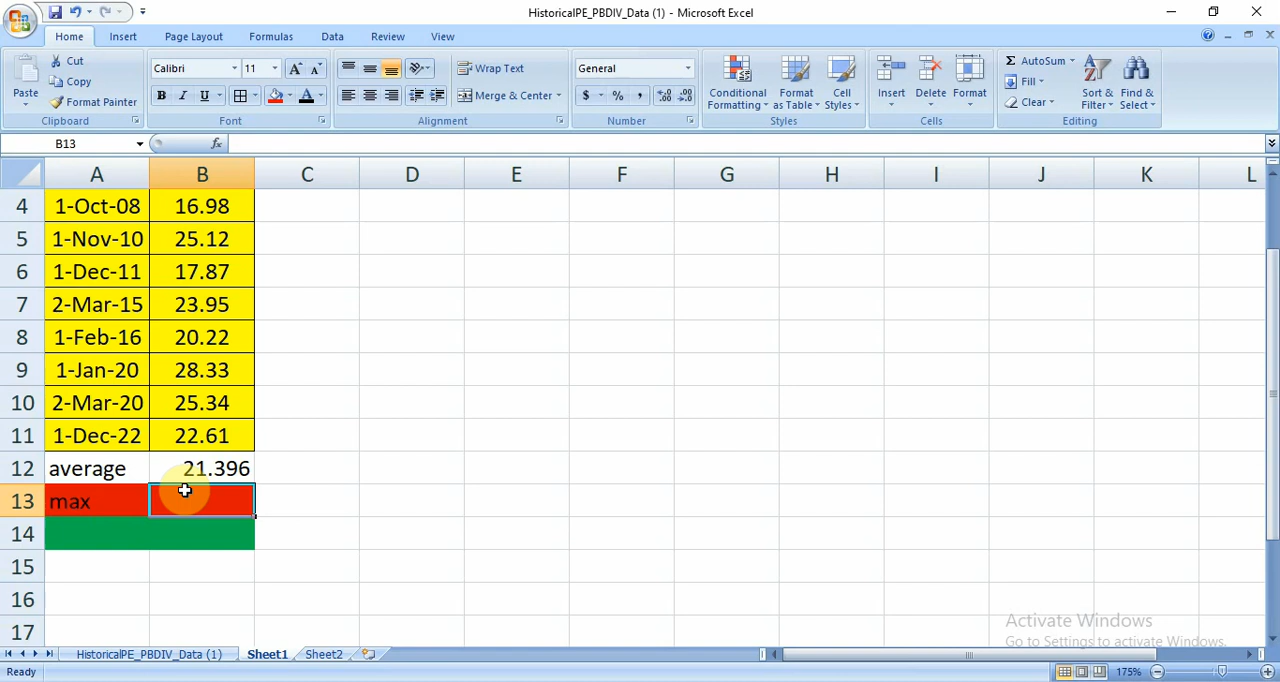 HistoricalPE_PBDIV_Data (1) - Microsoft Excel
Home Insert Page Layout Formulas Data Review View
Paste
Cut
Copy
Format Painter
Clipboard
Calibri 11
B I U
Font
Wrap Text
Merge & Center
Alignment
General
$ % ,
Number
Conditional Formatting
Format as Table
Cell Styles
Styles
Insert Delete Format
Cells
Σ AutoSum
Fill
Clear
Sort & Filter
Find & Select
Editing
B13 fx
A B C D E F G H I J K L
4 1-Oct-08 16.98
5 1-Nov-10 25.12
6 1-Dec-11 17.87
7 2-Mar-15 23.95
8 1-Feb-16 20.22
9 1-Jan-20 28.33
10 2-Mar-20 25.34
11 1-Dec-22 22.61
12 average 21.396
13 max
14
15
16
17
Activate Windows
Go to Settings to activate Windows.
HistoricalPE_PBDIV_Data (1) Sheet1 Sheet2
Ready 175%